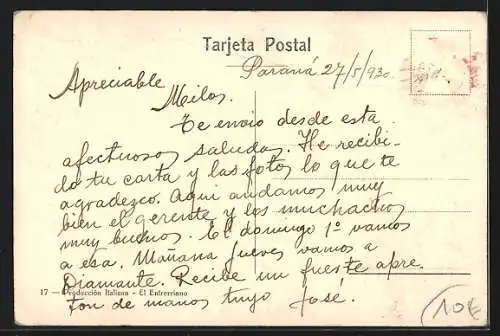 Tarjeta Postal
Paraná 27/5/930.
Apreciable
Milos.
Te envio desde esta
afectuosos saludos. He recibi-
do tu carta y las fotos lo que te
agradezco. Aqui andamos muy
bien el gerente y los muchachos
muy buenos. El domingo 1º vamos
a esa. Mañana jueves vamos a
Diamante. Recibe un fuerte apre-
ton de manos tuyo José.
17 — Producción Italiana - El Entrerriano
10€